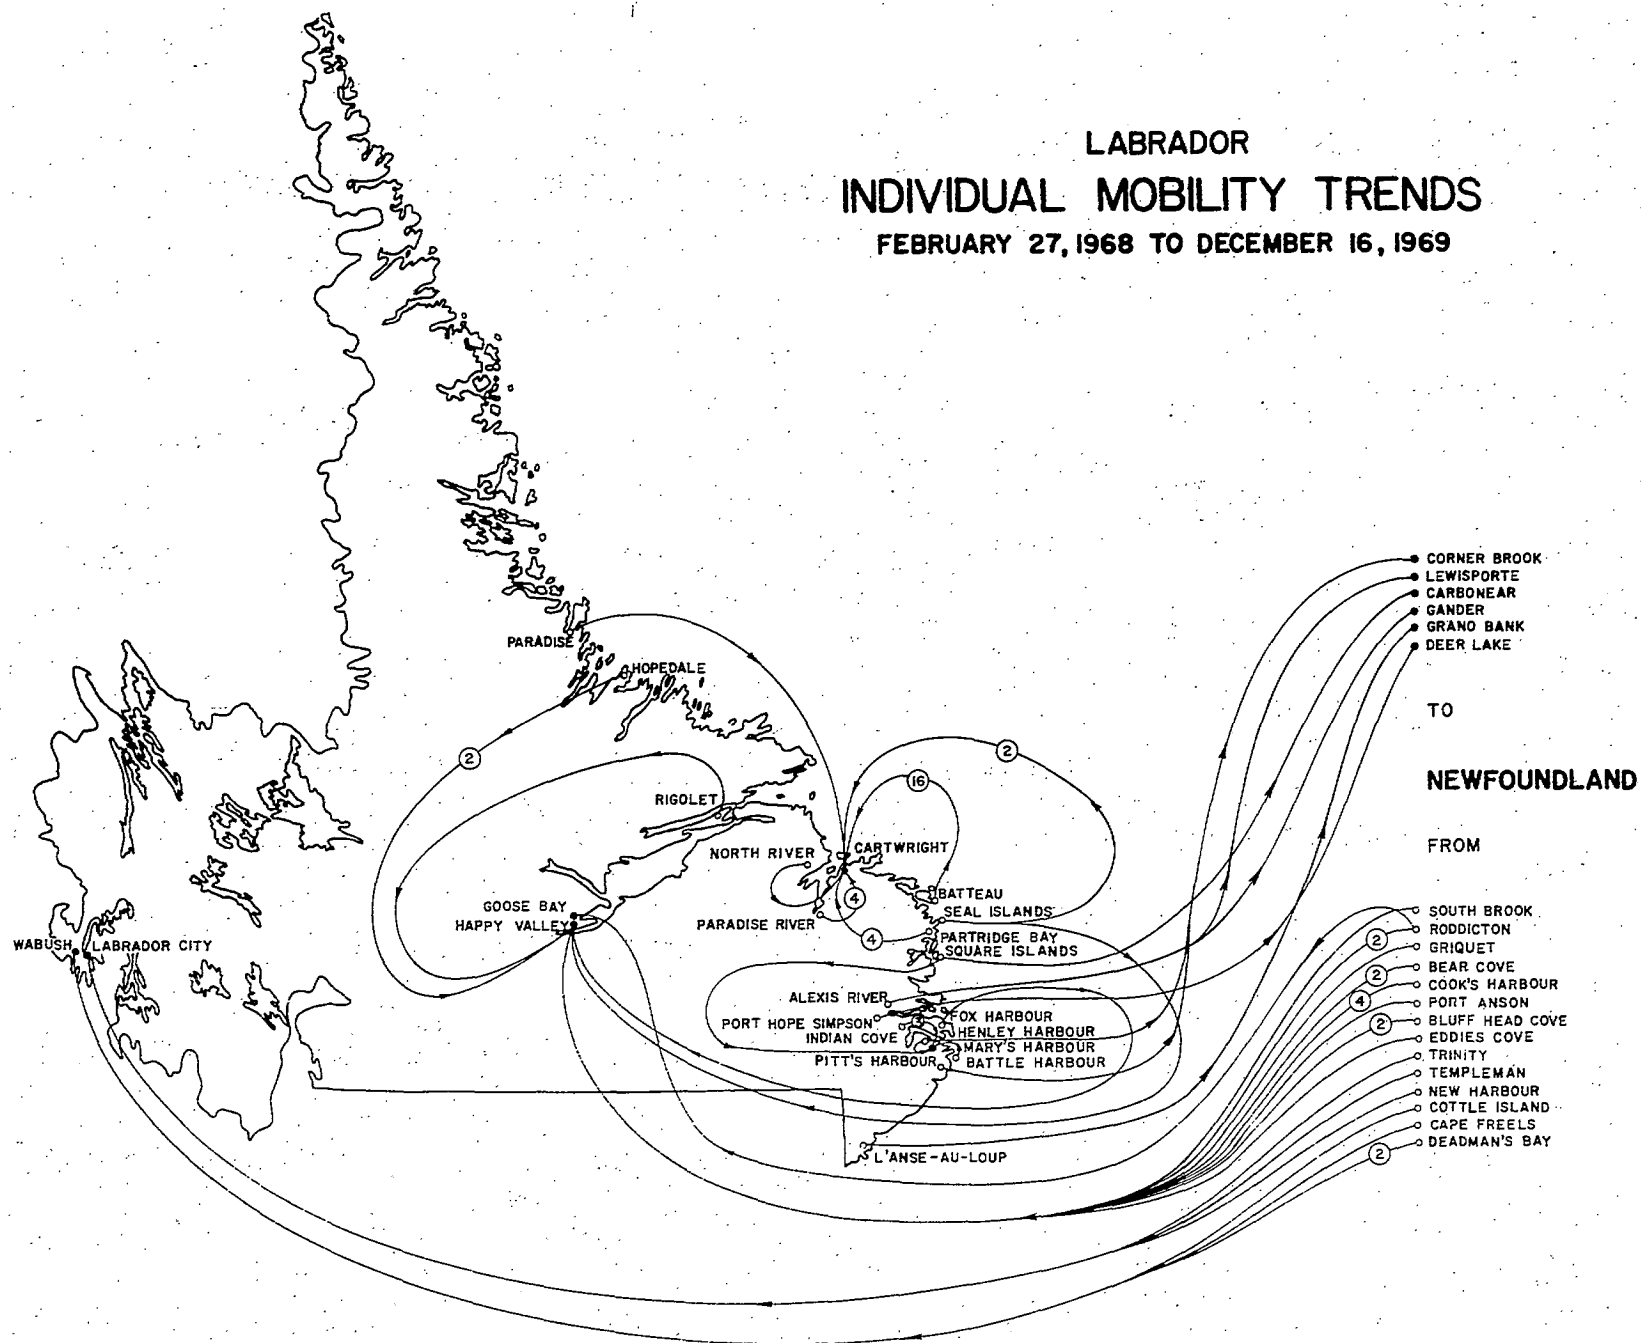 LABRADOR
INDIVIDUAL MOBILITY TRENDS
FEBRUARY 27, 1968 TO DECEMBER 16, 1969
CORNER BROOK
LEWISPORTE
CARBONEAR
GANDER
GRAND BANK
DEER LAKE
TO
NEWFOUNDLAND
FROM
SOUTH BROOK
RODDICTON
2
GRIQUET
BEAR COVE
2
COOK'S HARBOUR
4
PORT ANSON
2
BLUFF HEAD COVE
EDDIES COVE
TRINITY
TEMPLEMAN
NEW HARBOUR
COTTLE ISLAND
CAPE FREELS
DEADMAN'S BAY
2
PARADISE
HOPEDALE
2
2
16
RIGOLET
NORTH RIVER
CARTWRIGHT
BATTEAU
4
GOOSE BAY
SEAL ISLANDS
HAPPY VALLEY
PARADISE RIVER
4
PARTRIDGE BAY
WABUSH
LABRADOR CITY
SQUARE ISLANDS
ALEXIS RIVER
PORT HOPE SIMPSON
FOX HARBOUR
INDIAN COVE
HENLEY HARBOUR
MARY'S HARBOUR
PITT'S HARBOUR
BATTLE HARBOUR
L'ANSE-AU-LOUP